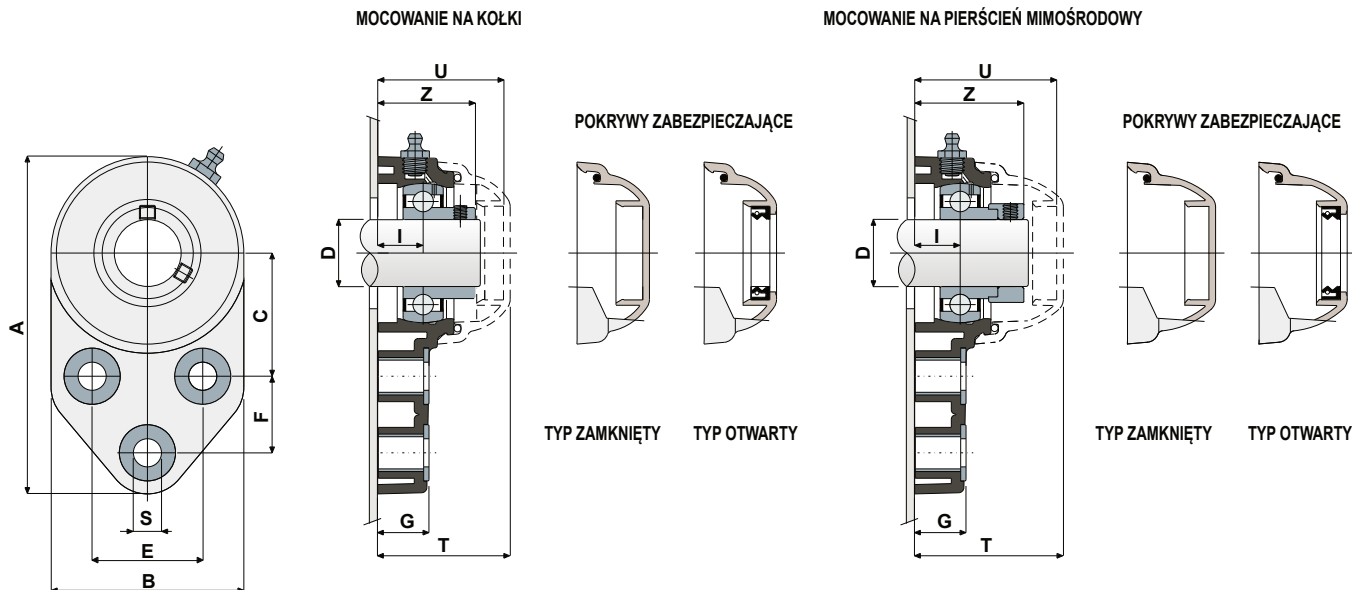 MOCOWANIE NA KOŁKI
MOCOWANIE NA PIERŚCIEŃ MIMOŚRODOWY
U
Z
POKRYWY ZABEZPIECZAJĄCE
U
Z
POKRYWY ZABEZPIECZAJĄCE
A
D
I
D
I
C
F
TYP ZAMKNIĘTY
TYP OTWARTY
TYP ZAMKNIĘTY
TYP OTWARTY
S
G
G
E
T
T
B